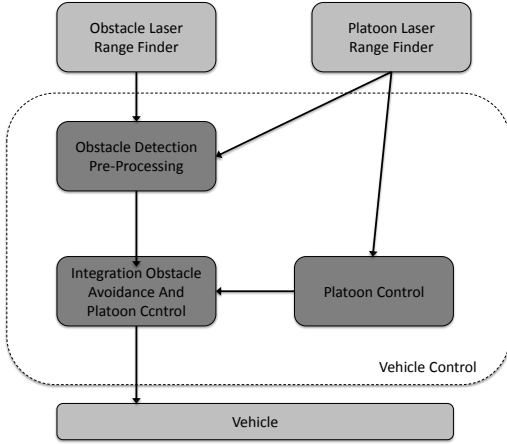 Obstacle Laser
Range Finder
Platoon Laser
Range Finder
Obstacle Detection
Pre-Processing
Integration Obstacle
Avoidance And
Platoon Ccntrol
Platoon Control
Vehicle Control
Vehicle